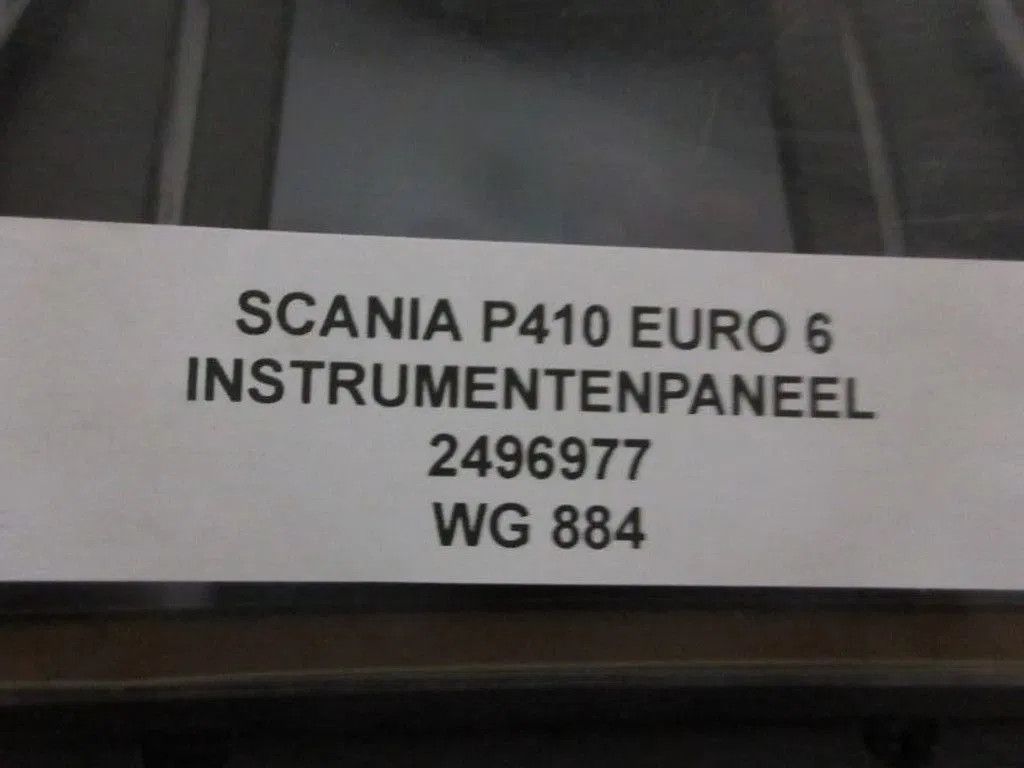 SCANIA P410 EURO 6
INSTRUMENTENPANEEL
2496977
WG 884